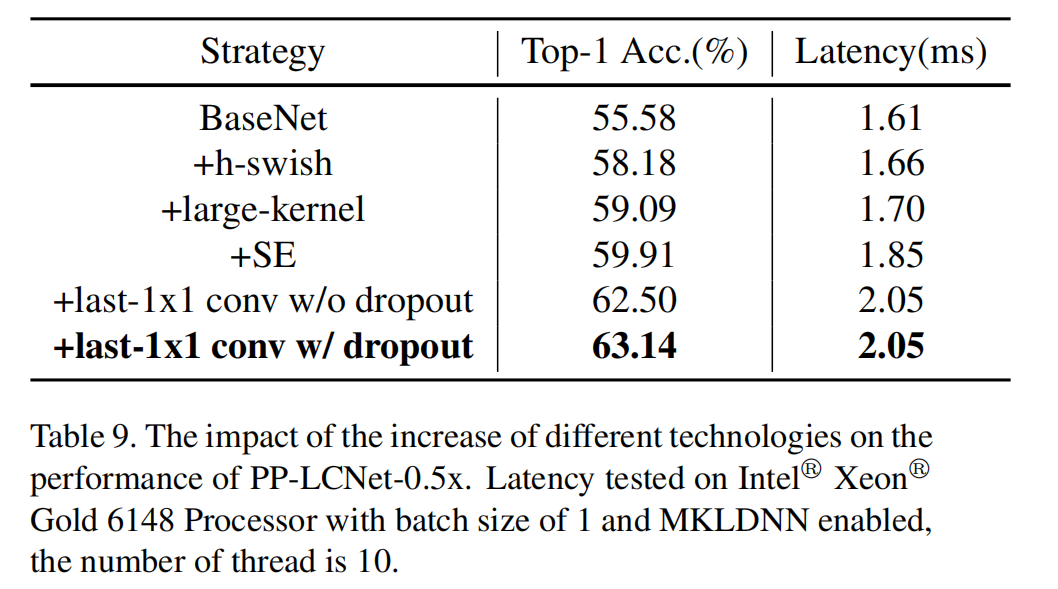 Strategy Top-1 Acc.(%) Latency(ms)
BaseNet 55.58 1.61
+h-swish 58.18 1.66
+large-kernel 59.09 1.70
+SE 59.91 1.85
+last-1x1 conv w/o dropout 62.50 2.05
+last-1x1 conv w/ dropout 63.14 2.05
Table 9. The impact of the increase of different technologies on the
performance of PP-LCNet-0.5x. Latency tested on Intel® Xeon®
Gold 6148 Processor with batch size of 1 and MKLDNN enabled,
the number of thread is 10.